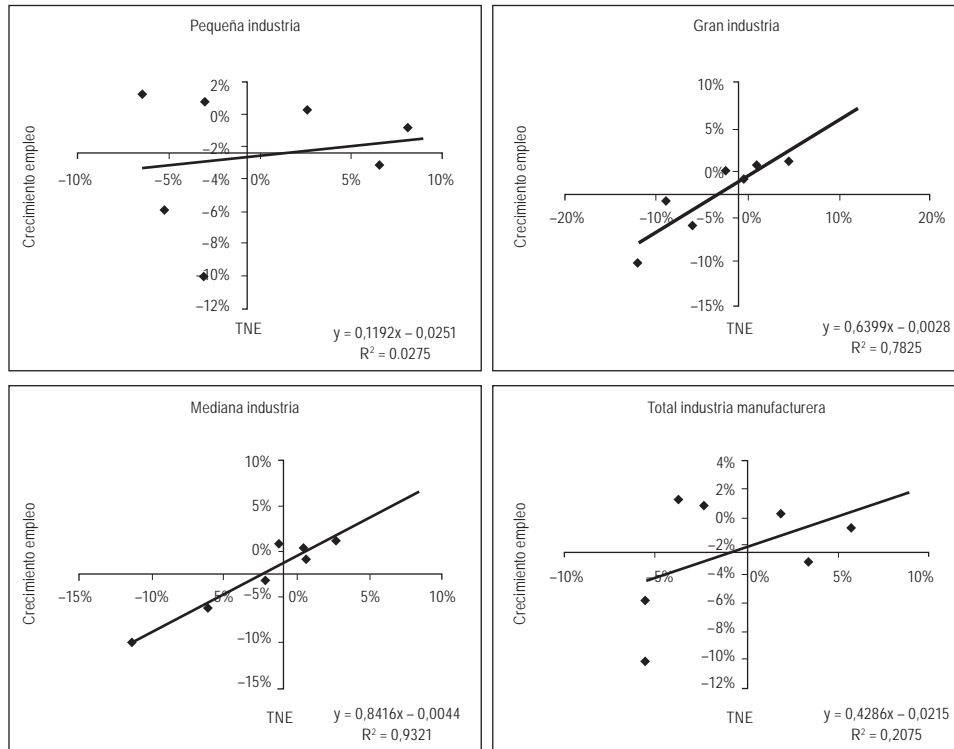 Pequeña industria
Crecimiento empleo
2%
0%
–2%
–10%
–5%
0%
5%
10%
–4%
–6%
–8%
–10%
–12%
TNE
y = 0,1192x – 0,0251
R² = 0.0275
Gran industria
Crecimiento empleo
10%
5%
0%
–20%
–10%
–5%
0%
10%
20%
–10%
–15%
TNE
y = 0,6399x – 0,0028
R² = 0,7825
Mediana industria
Crecimiento empleo
10%
5%
0%
–15%
–10%
–5%
–5%
0%
5%
10%
–10%
–15%
TNE
y = 0,8416x – 0,0044
R² = 0,9321
Total industria manufacturera
Crecimiento empleo
4%
2%
0%
–2%
–10%
–5%
0%
5%
10%
–4%
–6%
–8%
–10%
–12%
TNE
y = 0,4286x – 0,0215
R² = 0,2075